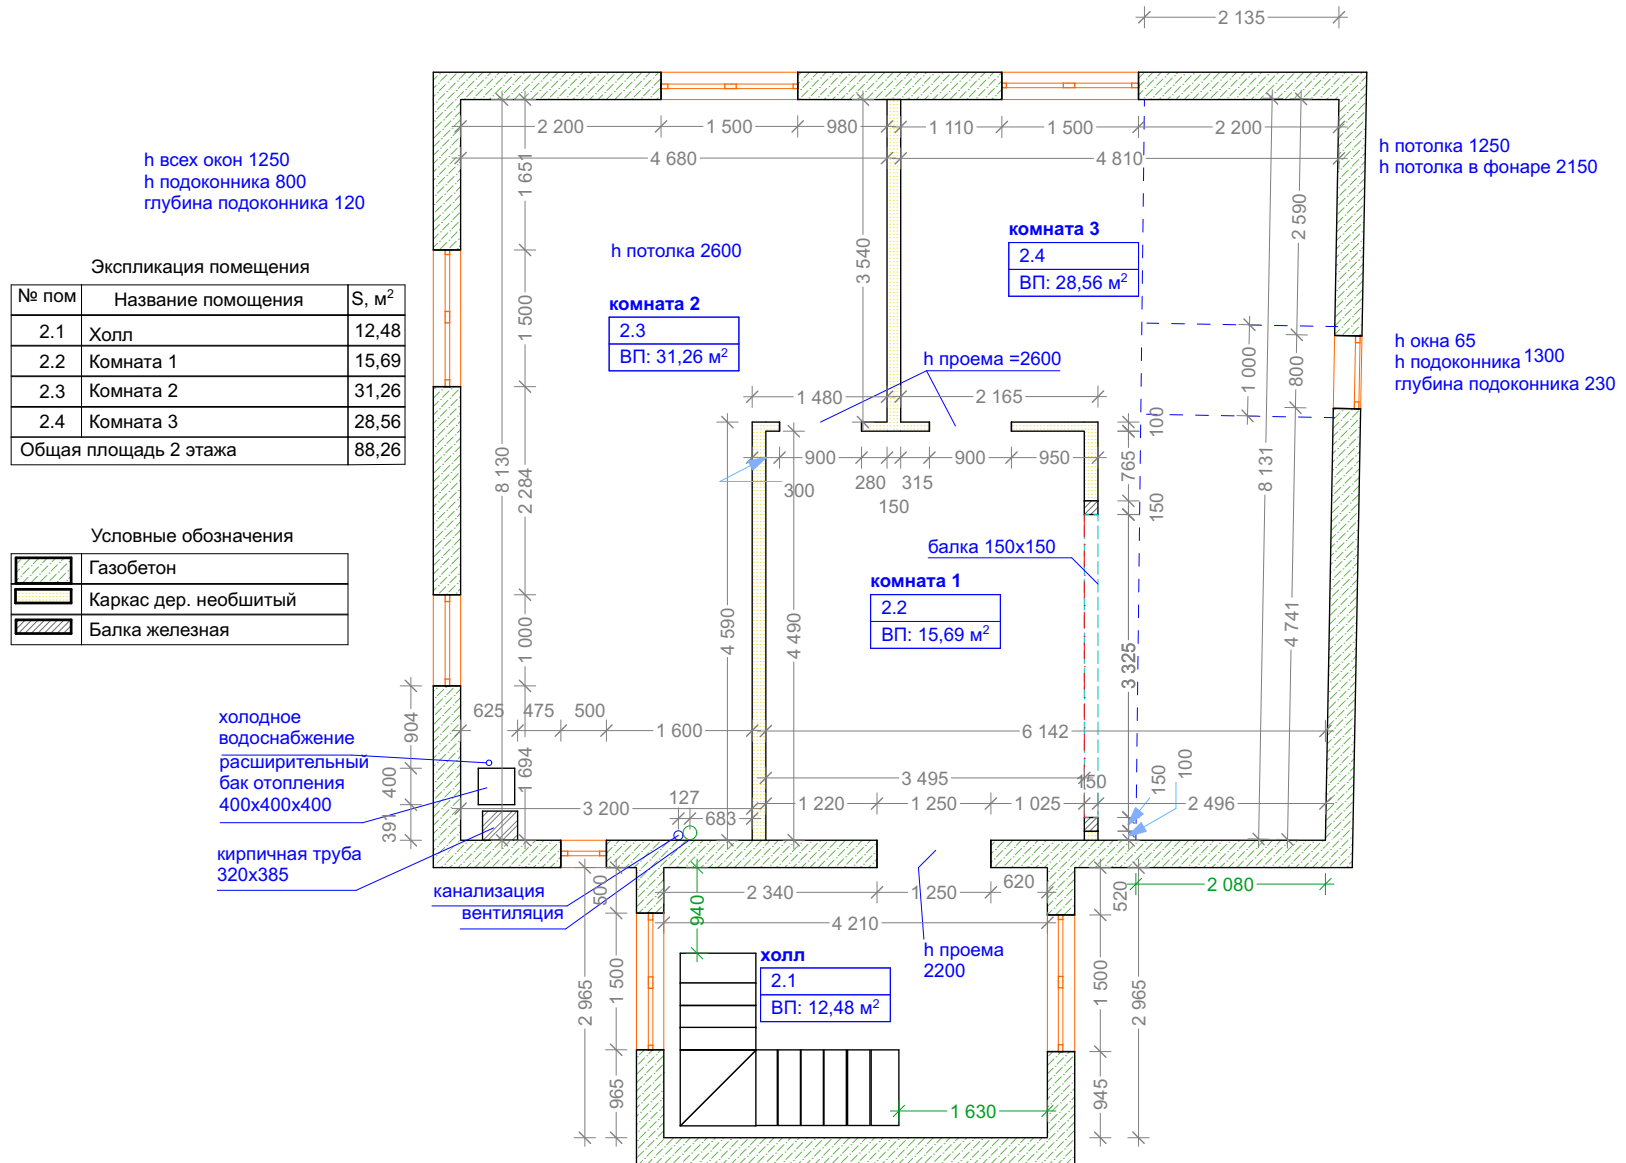 2 135
2 200
1 500
980
1 110
1 500
2 200
4 680
4 810
h всех окон 1250
h подоконника 800
глубина подоконника 120
h потолка 1250
h потолка в фонаре 2150
1 651
3 540
2 590
комната 3
2.4
ВП: 28,56 м²
h потолка 2600
Экспликация помещения
№ пом Название помощения S, м²
2.1 Холл 12,48
2.2 Комната 1 15,69
2.3 Комната 2 31,26
2.4 Комната 3 28,56
Общая площадь 2 этажа 88,26
1 500
комната 2
2.3
ВП: 31,26 м²
h проема =2600
1 000
800
h окна 65
h подоконника 1300
глубина подоконника 230
1 480
2 165
100
900
280
315
900
950
300
150
765
150
8 130
2 284
8 131
Условные обозначения
Газобетон
Каркас дер. необшитый
Балка железная
балка 150х150
комната 1
2.2
ВП: 15,69 м²
1 000
4 590
4 490
3 325
4 741
904
625
475
500
1 600
6 142
холодное
водоснабжение
расширительный
бак отопления
400х400х400
400
391
1 694
3 495
150
150
100
3 200
127
683
1 220
1 250
1 025
2 496
кирпичная труба
320х385
канализация
вентиляция
500
940
2 340
1 250
620
520
2 080
4 210
h проема
2200
холл
2.1
ВП: 12,48 м²
2 965
1 500
1 500
2 965
965
1 630
945